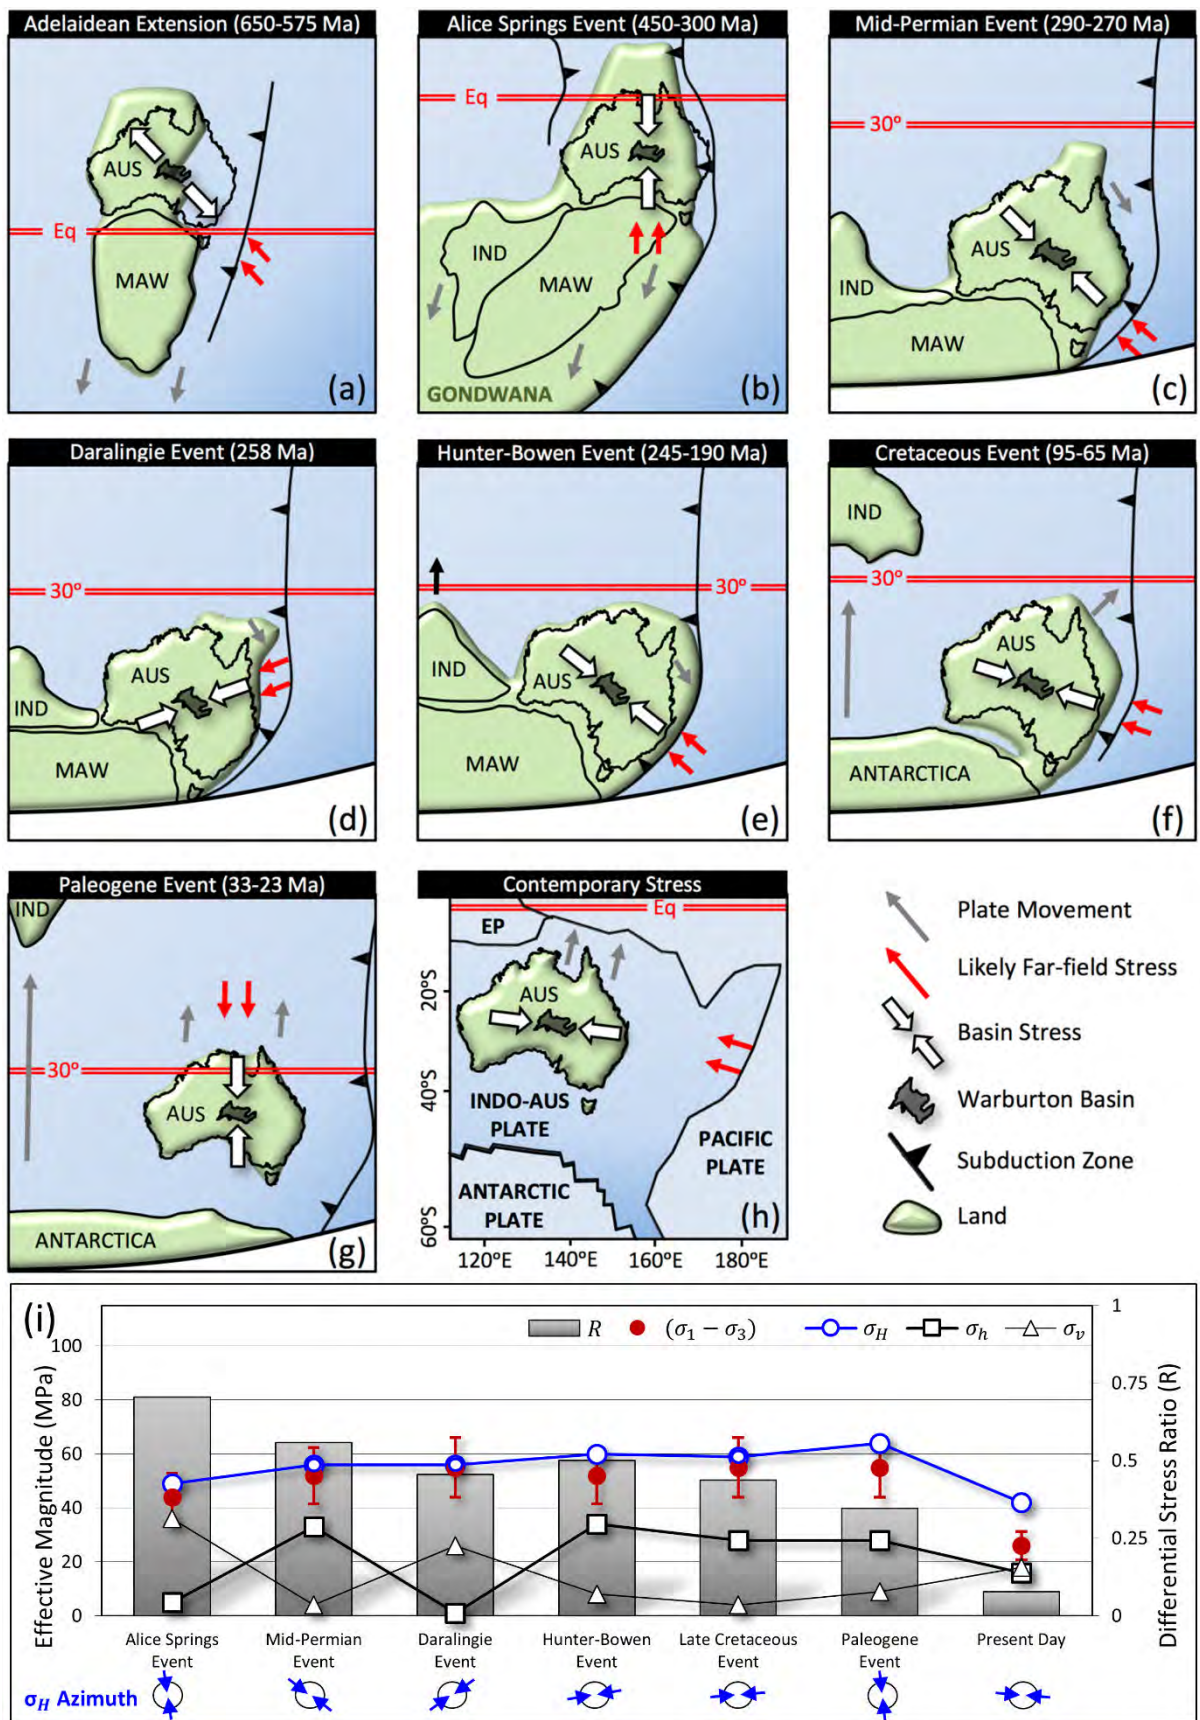 Adelaidean Extension (650-575 Ma)
AUS
Eq
MAW
(a)
Alice Springs Event (450-300 Ma)
Eq
AUS
IND
MAW
GONDWANA
(b)
Mid-Permian Event (290-270 Ma)
30°
AUS
IND
MAW
(c)
Daralingie Event (258 Ma)
30°
AUS
IND
MAW
(d)
Hunter-Bowen Event (245-190 Ma)
30°
IND
AUS
MAW
(e)
Cretaceous Event (95-65 Ma)
IND
30°
AUS
ANTARCTICA
(f)
Paleogene Event (33-23 Ma)
IND
30°
AUS
ANTARCTICA
(g)
Contemporary Stress
Eq
EP
20°S
AUS
40°S
INDO-AUS
PLATE
PACIFIC
PLATE
ANTARCTIC
PLATE
60°S
(h)
120°E 140°E 160°E 180°E
Plate Movement
Likely Far-field Stress
Basin Stress
Warburton Basin
Subduction Zone
Land
(i)
R (σ1 − σ3) σH σh σv
Effective Magnitude (MPa)
100
80
60
40
20
0
Differential Stress Ratio (R)
1
0.75
0.5
0.25
0
Alice Springs Event
Mid-Permian Event
Daralingie Event
Hunter-Bowen Event
Late Cretaceous Event
Paleogene Event
Present Day
σH Azimuth